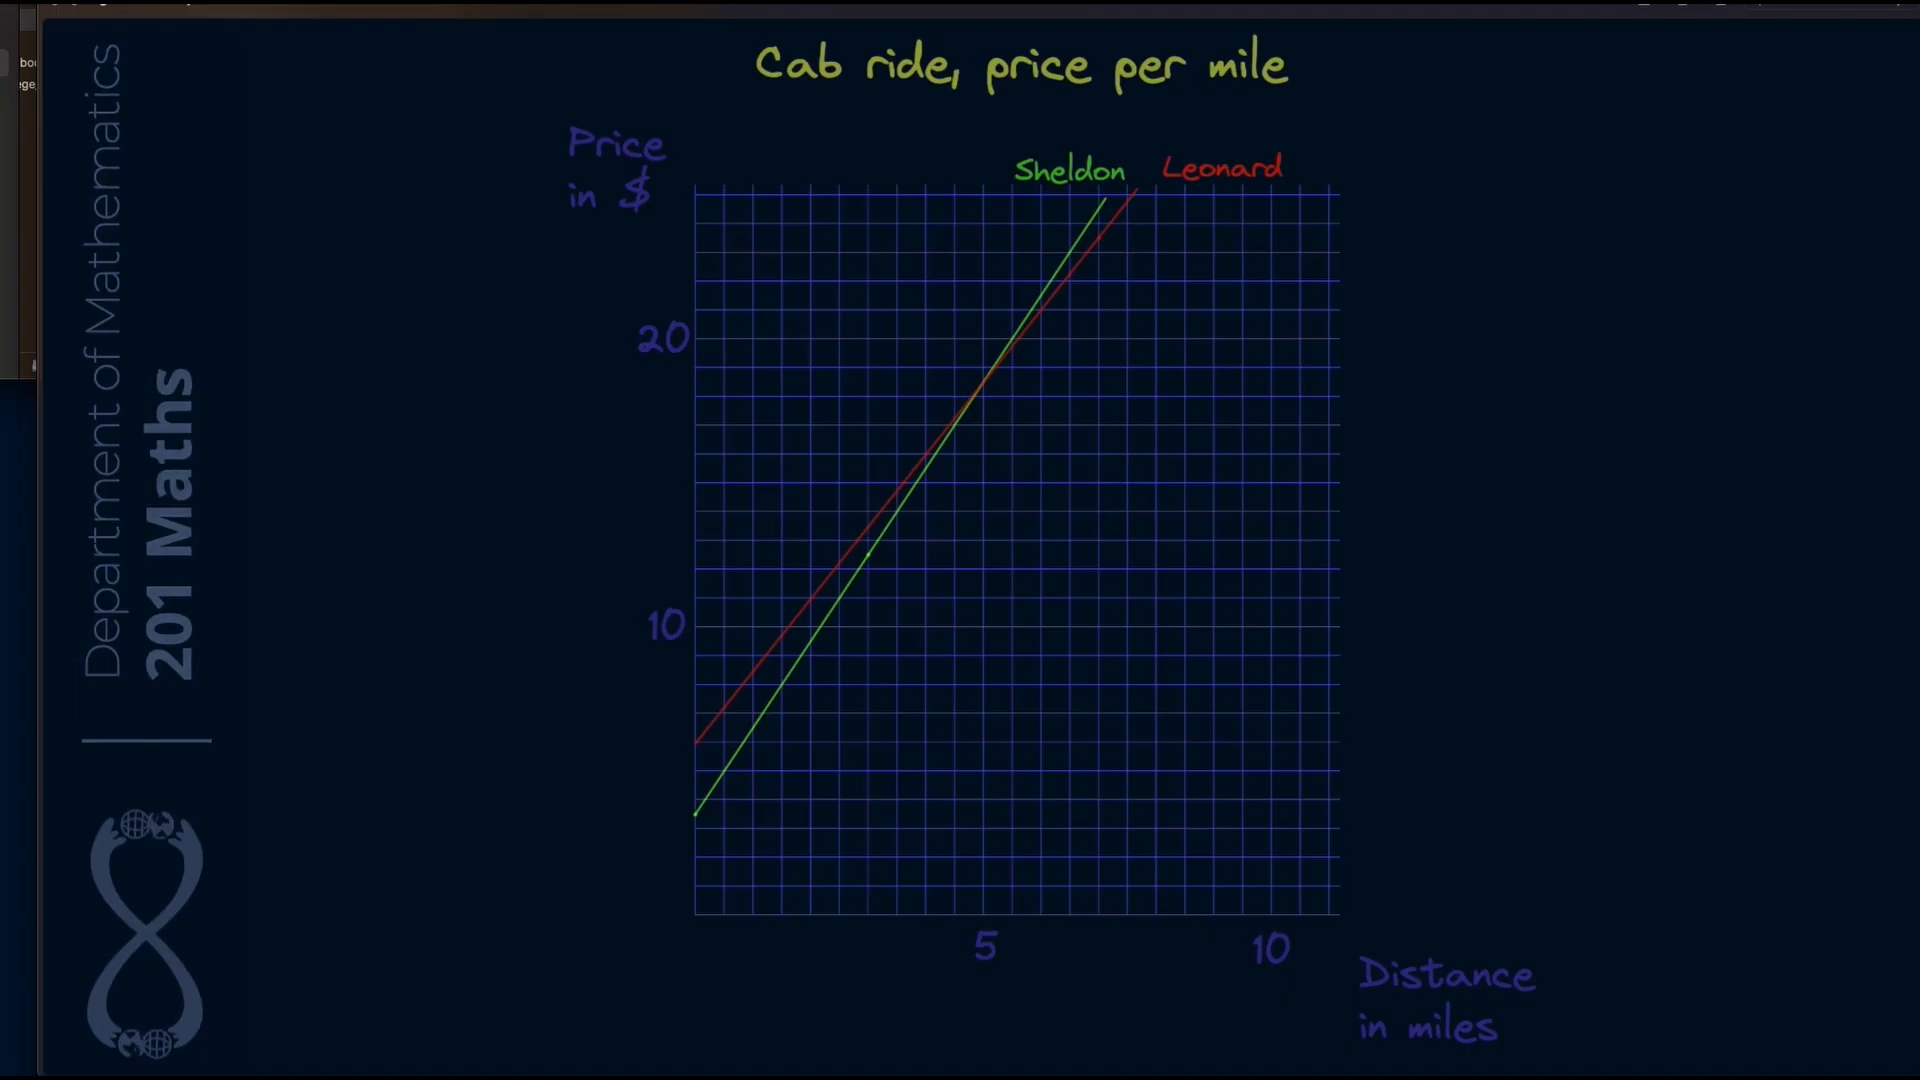 Cab ride, price per mile
Price
in $
Sheldon
Leonard
20
10
5
10
Distance
in miles
Department of Mathematics
201 Maths